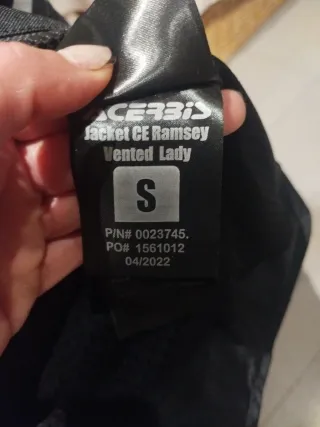 ACERBIS
Jacket CE Ramsey
Vented Lady
S
P/N# 0023745.
PO# 1561012
04/2022